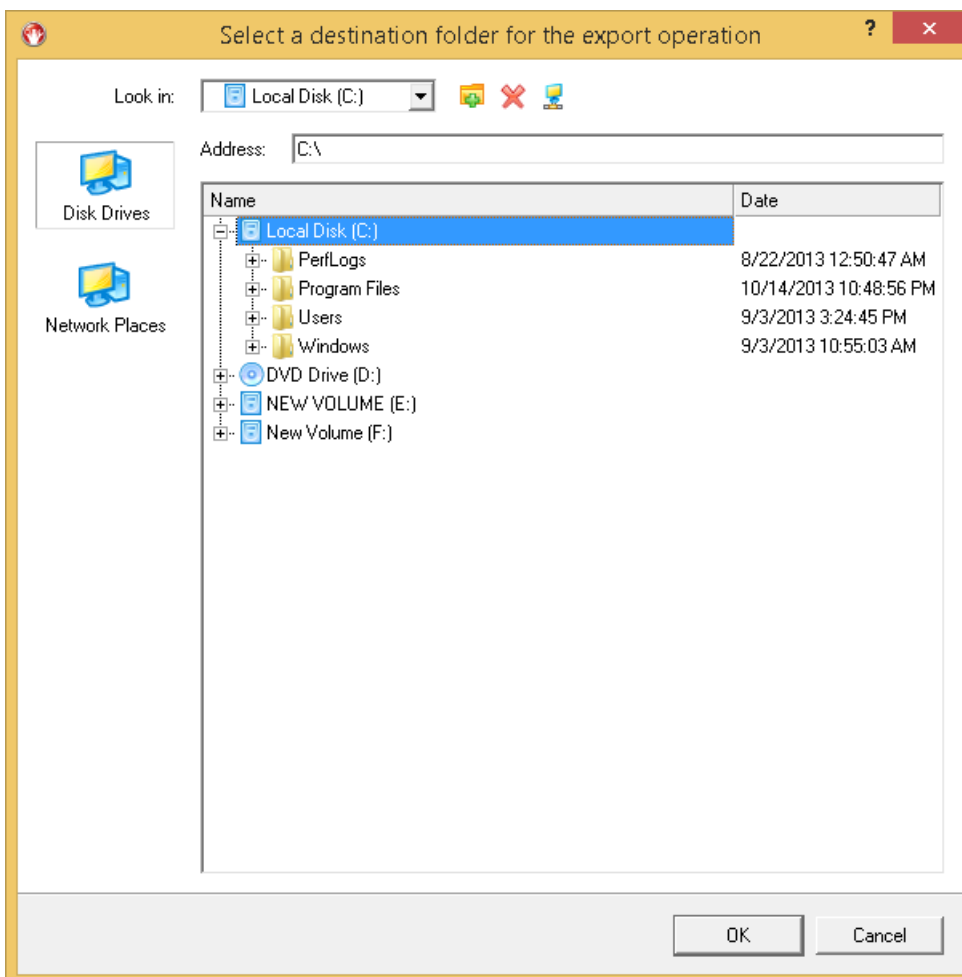 Select a destination folder for the export operation ? ×
Look in: Local Disk (C:)
Address: C:\
Disk Drives
Network Places
Name Date
Local Disk (C:)
PerfLogs 8/22/2013 12:50:47 AM
Program Files 10/14/2013 10:48:56 PM
Users 9/3/2013 3:24:45 PM
Windows 9/3/2013 10:55:03 AM
DVD Drive (D:)
NEW VOLUME (E:)
New Volume (F:)
OK Cancel